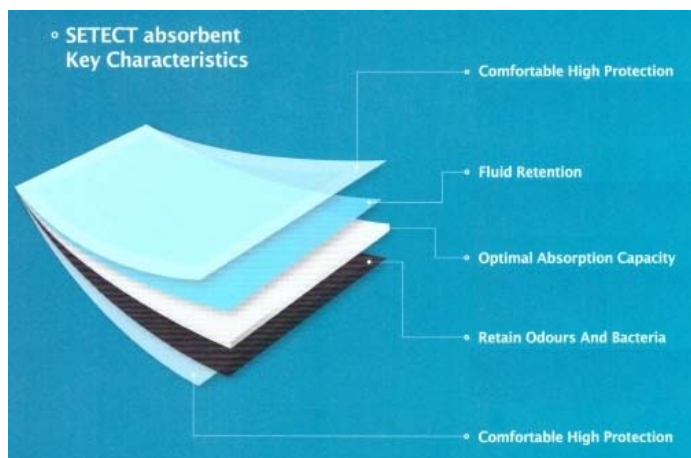 SETECT absorbent
Key Characteristics
Comfortable High Protection
Fluid Retention
Optimal Absorption Capacity
Retain Odours And Bacteria
Comfortable High Protection